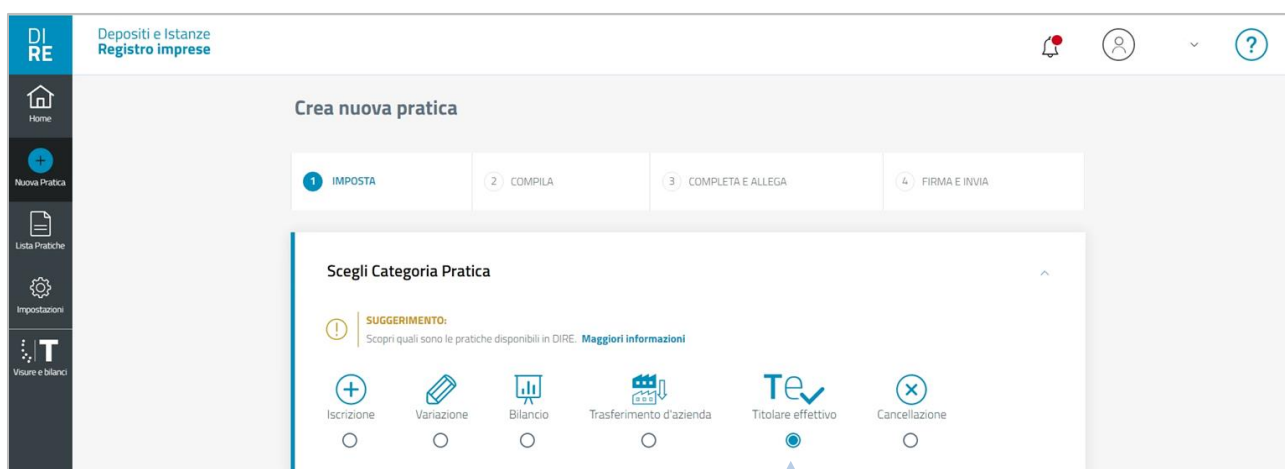 DI
RE
Depositi e Istanze
Registro imprese
?
Home
Nuova Pratica
Lista Pratiche
Impostazioni
T
Visure e bilanci
Crea nuova pratica
1 IMPOSTA
2 COMPILA
3 COMPLETA E ALLEGA
4 FIRMA E INVIA
Scegli Categoria Pratica
SUGGERIMENTO:
Scopri quali sono le pratiche disponibili in DIRE. Maggiori informazioni
Te
Iscrizione
Variazione
Bilancio
Trasferimento d'azienda
Titolare effettivo
Cancellazione